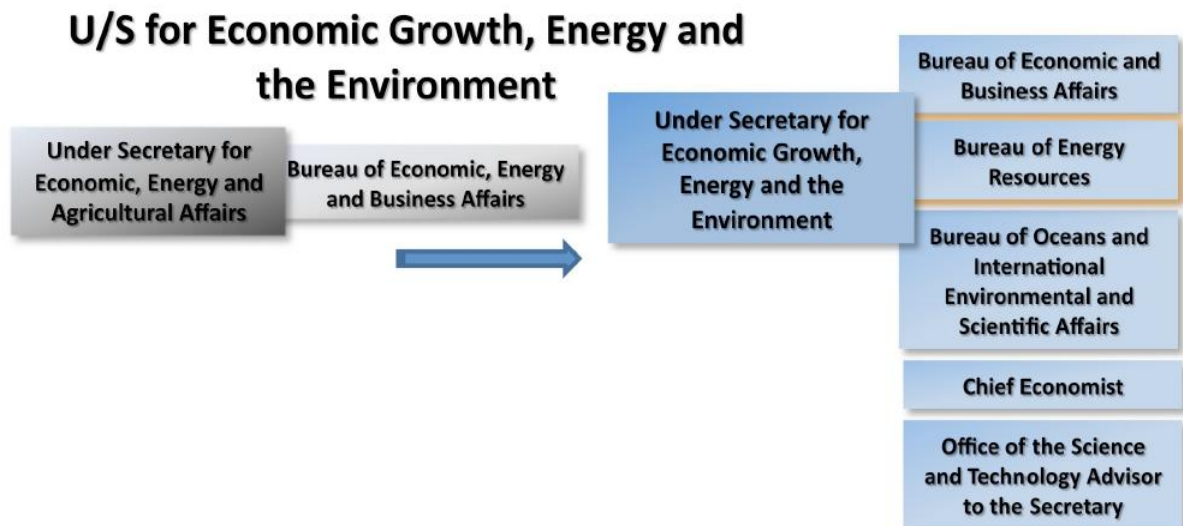 U/S for Economic Growth, Energy and
the Environment
Under Secretary for
Economic, Energy and
Agricultural Affairs
Bureau of Economic, Energy
and Business Affairs
Under Secretary for
Economic Growth,
Energy and the
Environment
Bureau of Economic and
Business Affairs
Bureau of Energy
Resources
Bureau of Oceans and
International
Environmental and
Scientific Affairs
Chief Economist
Office of the Science
and Technology Advisor
to the Secretary